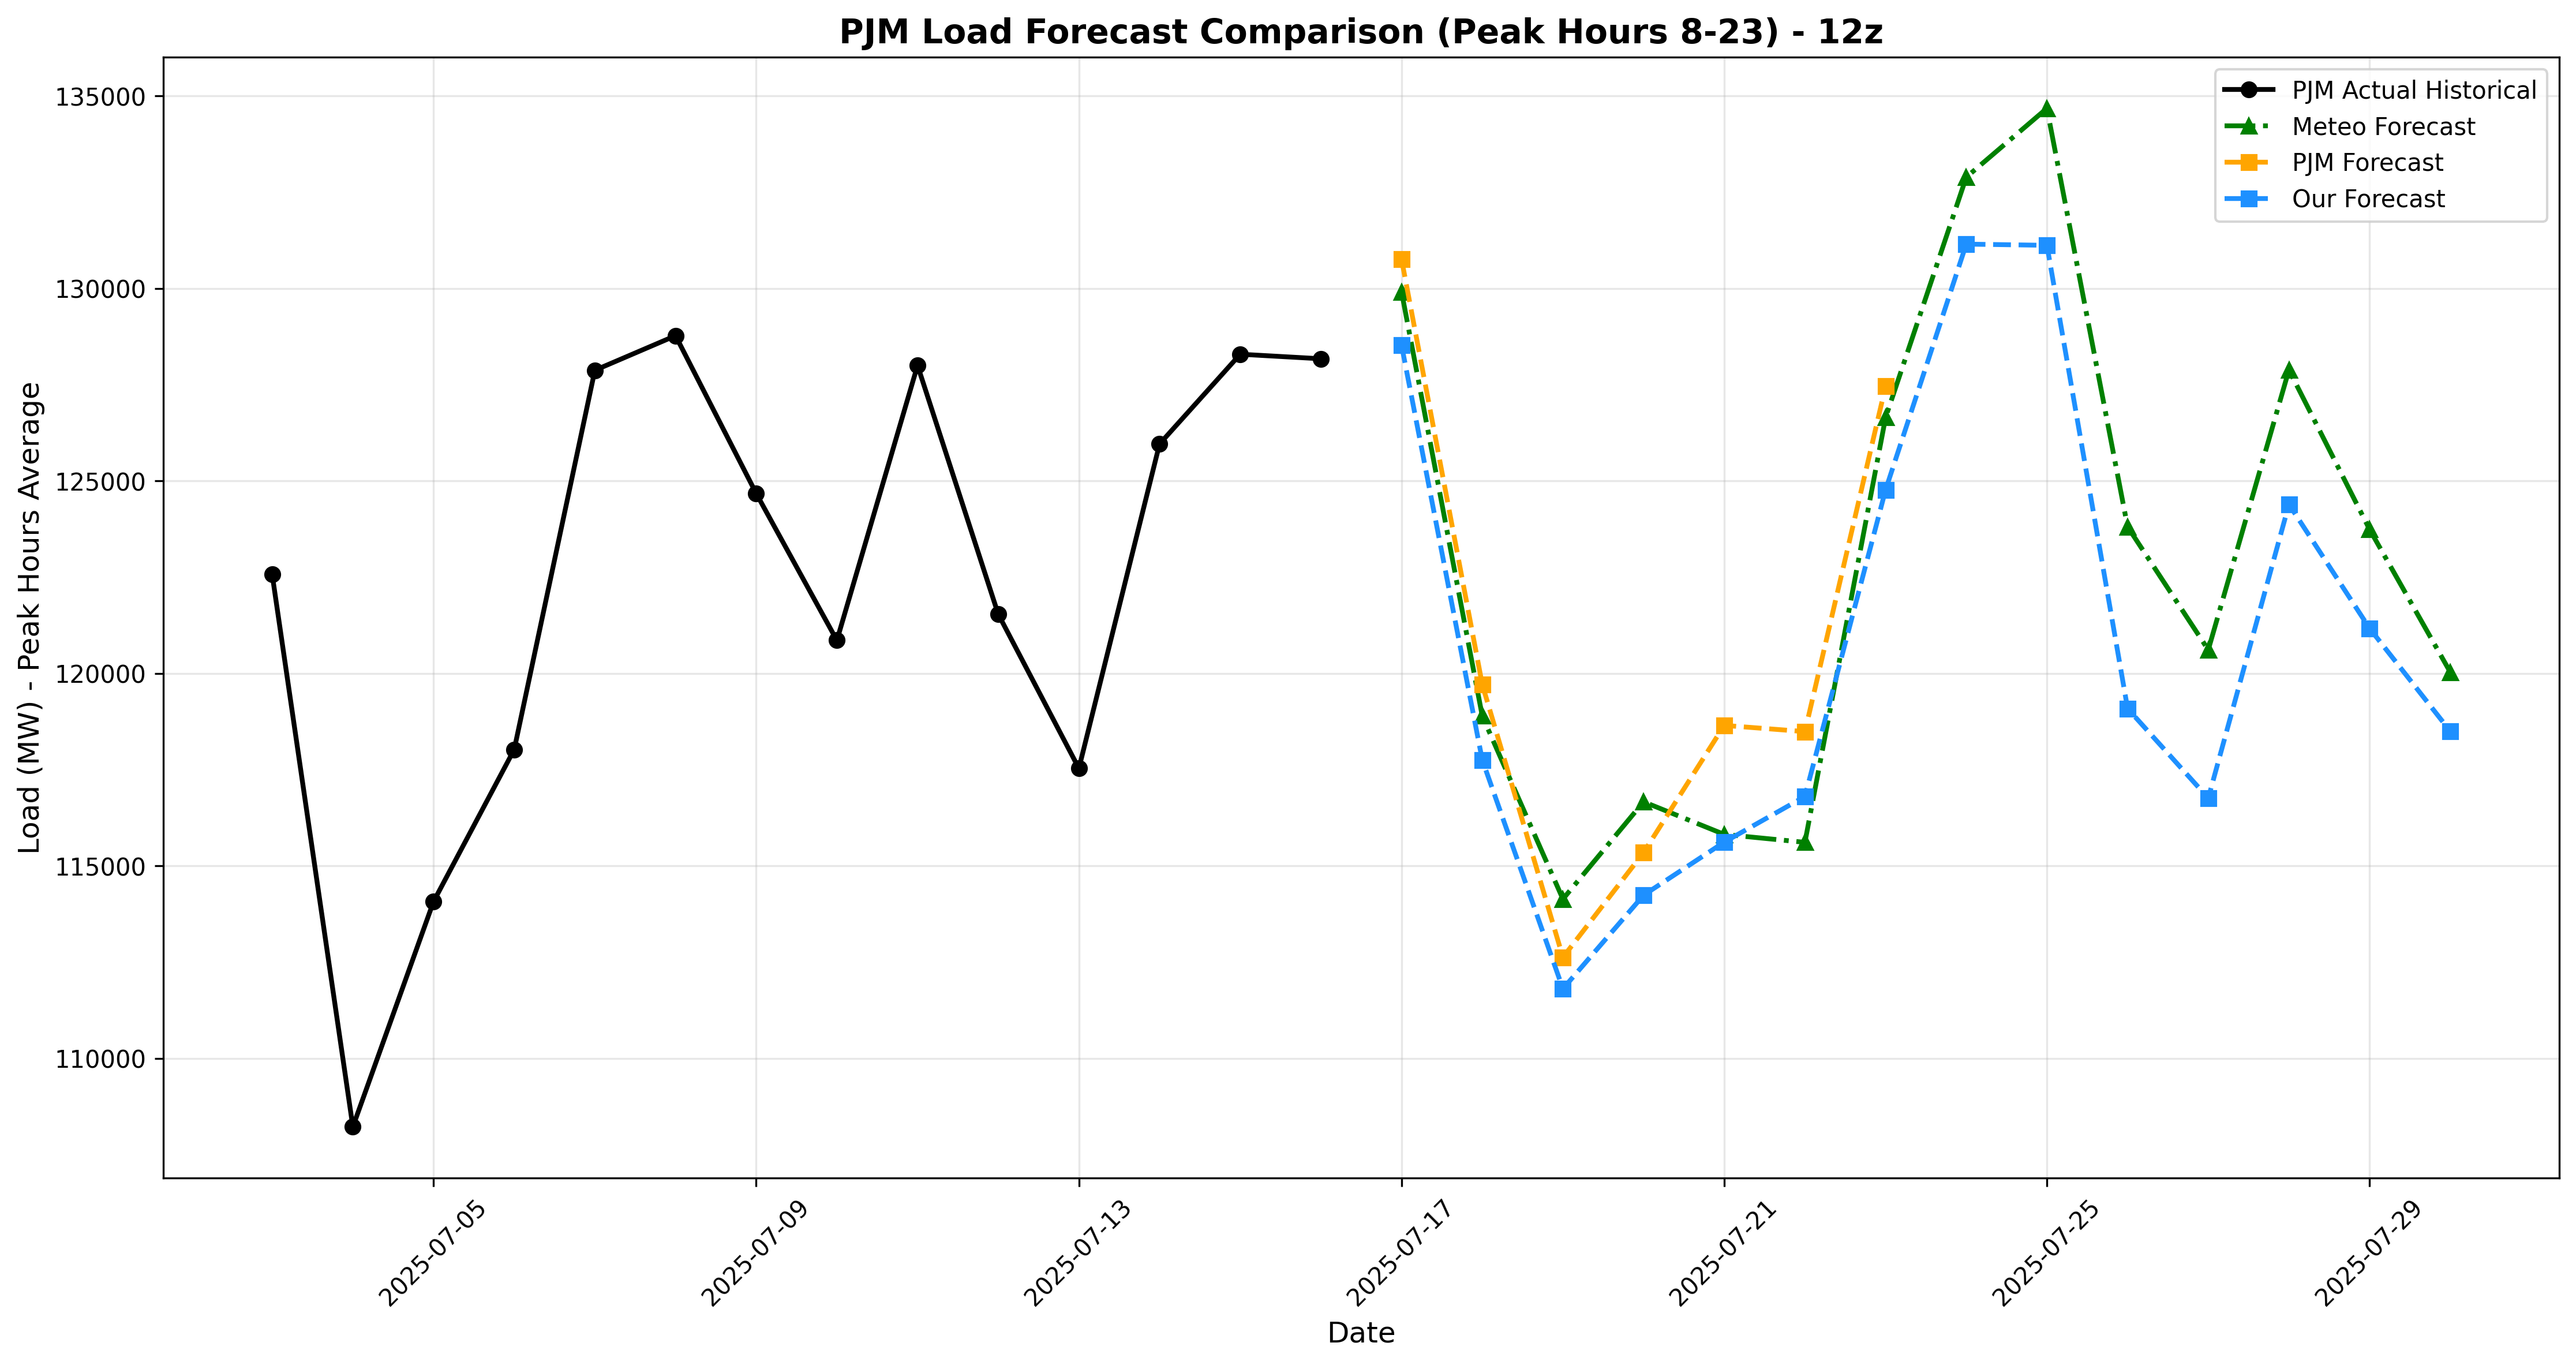 PJM Load Forecast Comparison (Peak Hours 8-23) - 12z
PJM Actual Historical
Meteo Forecast
PJM Forecast
Our Forecast
Load (MW) - Peak Hours Average
135000
130000
125000
120000
115000
110000
2025-07-05
2025-07-09
2025-07-13
2025-07-17
2025-07-21
2025-07-25
2025-07-29
Date